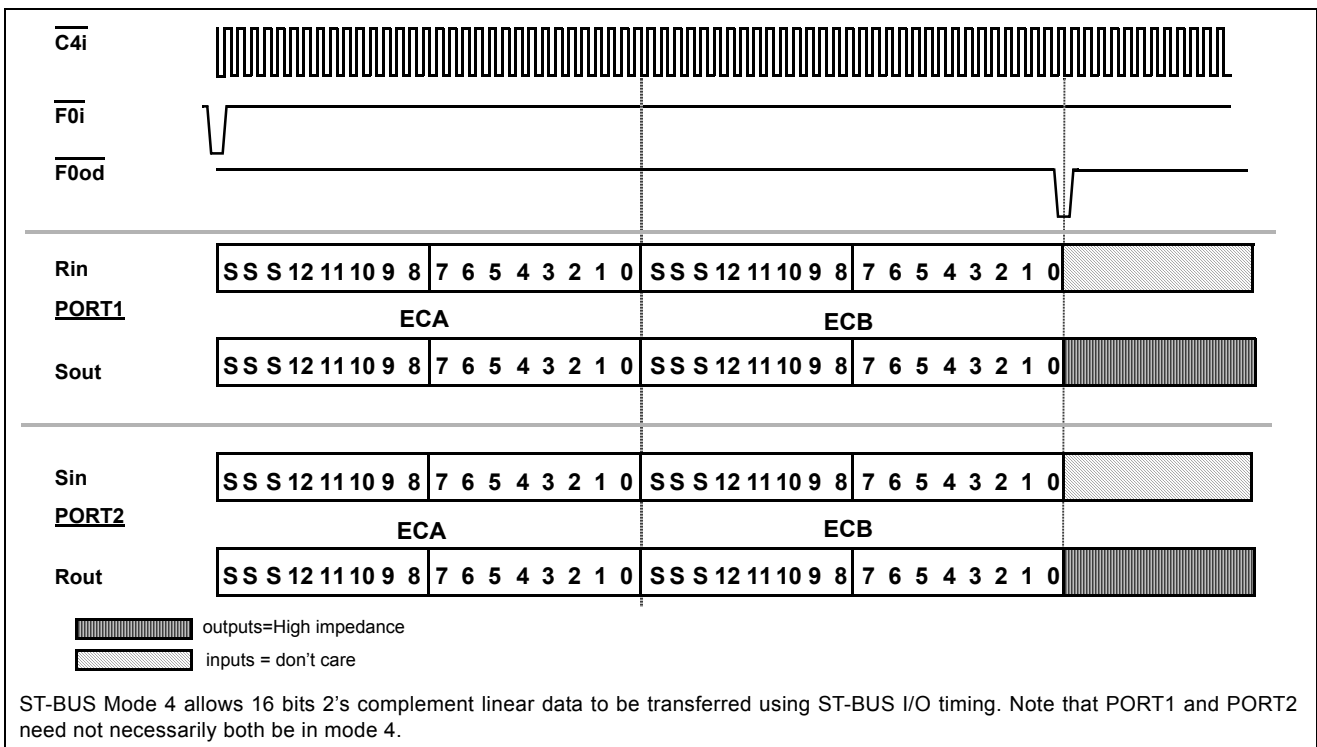 C4i
F0i
F0od
Rin
S S S 12 11 10 9 8 7 6 5 4 3 2 1 0 S S S 12 11 10 9 8 7 6 5 4 3 2 1 0
PORT1
ECA ECB
Sout
S S S 12 11 10 9 8 7 6 5 4 3 2 1 0 S S S 12 11 10 9 8 7 6 5 4 3 2 1 0
Sin
S S S 12 11 10 9 8 7 6 5 4 3 2 1 0 S S S 12 11 10 9 8 7 6 5 4 3 2 1 0
PORT2
ECA ECB
Rout
S S S 12 11 10 9 8 7 6 5 4 3 2 1 0 S S S 12 11 10 9 8 7 6 5 4 3 2 1 0
outputs=High impedance
inputs = don't care
ST-BUS Mode 4 allows 16 bits 2's complement linear data to be transferred using ST-BUS I/O timing. Note that PORT1 and PORT2
need not necessarily both be in mode 4.